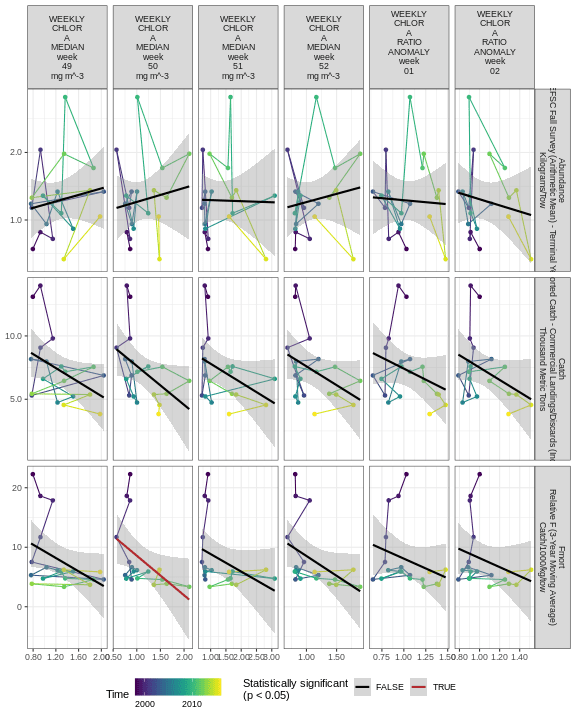 WEEKLY
CHLOR
A
MEDIAN
week
49
mg m^-3
WEEKLY
CHLOR
A
MEDIAN
week
50
mg m^-3
WEEKLY
CHLOR
A
MEDIAN
week
51
mg m^-3
WEEKLY
CHLOR
A
MEDIAN
week
52
mg m^-3
WEEKLY
CHLOR
A
RATIO
ANOMALY
week
01
WEEKLY
CHLOR
A
RATIO
ANOMALY
week
02
2.0
1.0
Abundance
Fall Survey (Arithmetic Mean) - Terminal
Kilograms/Tow
10.0
5.0
Catch
Catch - Commercial Landings/Discards
Thousand Metric Tons
20
10
0
Fmort
Relative F (3-Year Moving Average)
Catch/1000/kg/tow
0.80 1.20 1.60 2.00
0.50 1.00 1.50 2.00
1.00 1.50 2.00 2.50 3.00
1.00 1.50
0.75 1.00 1.25 1.50
0.80 1.00 1.20 1.40
Time
2000 2010
Statistically significant
(p < 0.05)
FALSE TRUE